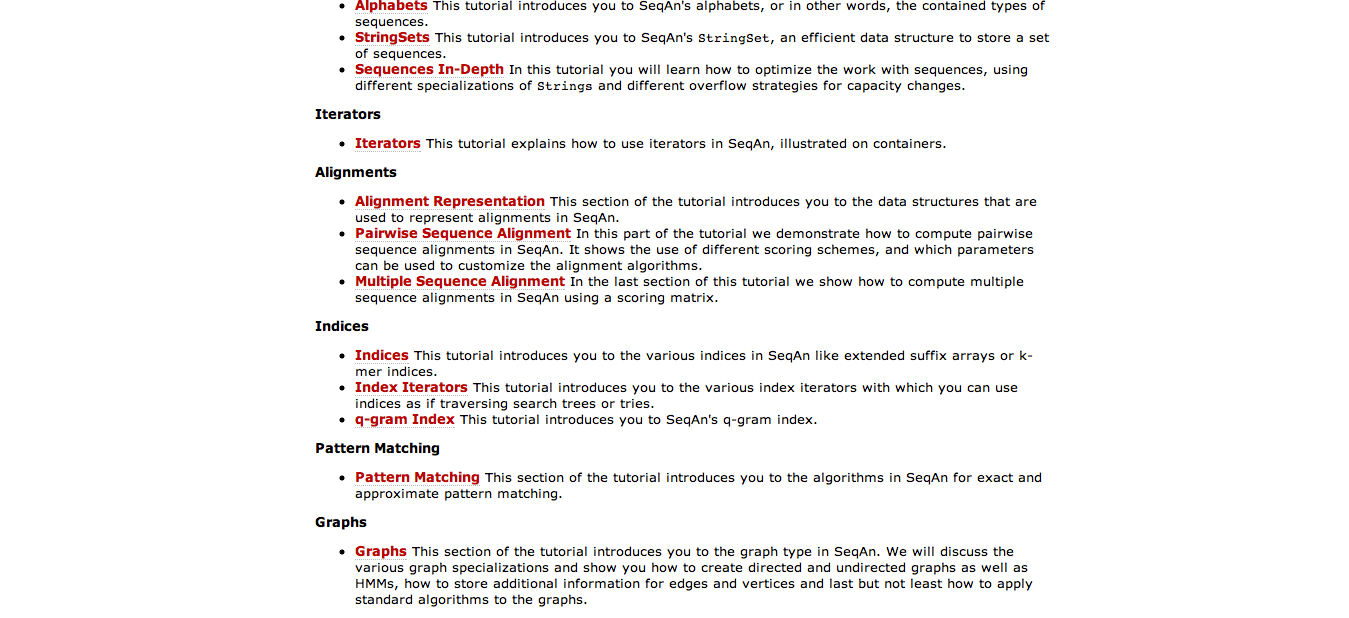 Alphabets This tutorial introduces you to SeqAn's alphabets, or in other words, the contained types of
sequences.
StringSets This tutorial introduces you to SeqAn's StringSet, an efficient data structure to store a set
of sequences.
Sequences In-Depth In this tutorial you will learn how to optimize the work with sequences, using
different specializations of Strings and different overflow strategies for capacity changes.
Iterators
Iterators This tutorial explains how to use iterators in SeqAn, illustrated on containers.
Alignments
Alignment Representation This section of the tutorial introduces you to the data structures that are
used to represent alignments in SeqAn.
Pairwise Sequence Alignment In this part of the tutorial we demonstrate how to compute pairwise
sequence alignments in SeqAn. It shows the use of different scoring schemes, and which parameters
can be used to customize the alignment algorithms.
Multiple Sequence Alignment In the last section of this tutorial we show how to compute multiple
sequence alignments in SeqAn using a scoring matrix.
Indices
Indices This tutorial introduces you to the various indices in SeqAn like extended suffix arrays or k-
mer indices.
Index Iterators This tutorial introduces you to the various index iterators with which you can use
indices as if traversing search trees or tries.
q-gram Index This tutorial introduces you to SeqAn's q-gram index.
Pattern Matching
Pattern Matching This section of the tutorial introduces you to the algorithms in SeqAn for exact and
approximate pattern matching.
Graphs
Graphs This section of the tutorial introduces you to the graph type in SeqAn. We will discuss the
various graph specializations and show you how to create directed and undirected graphs as well as
HMMs, how to store additional information for edges and vertices and last but not least how to apply
standard algorithms to the graphs.